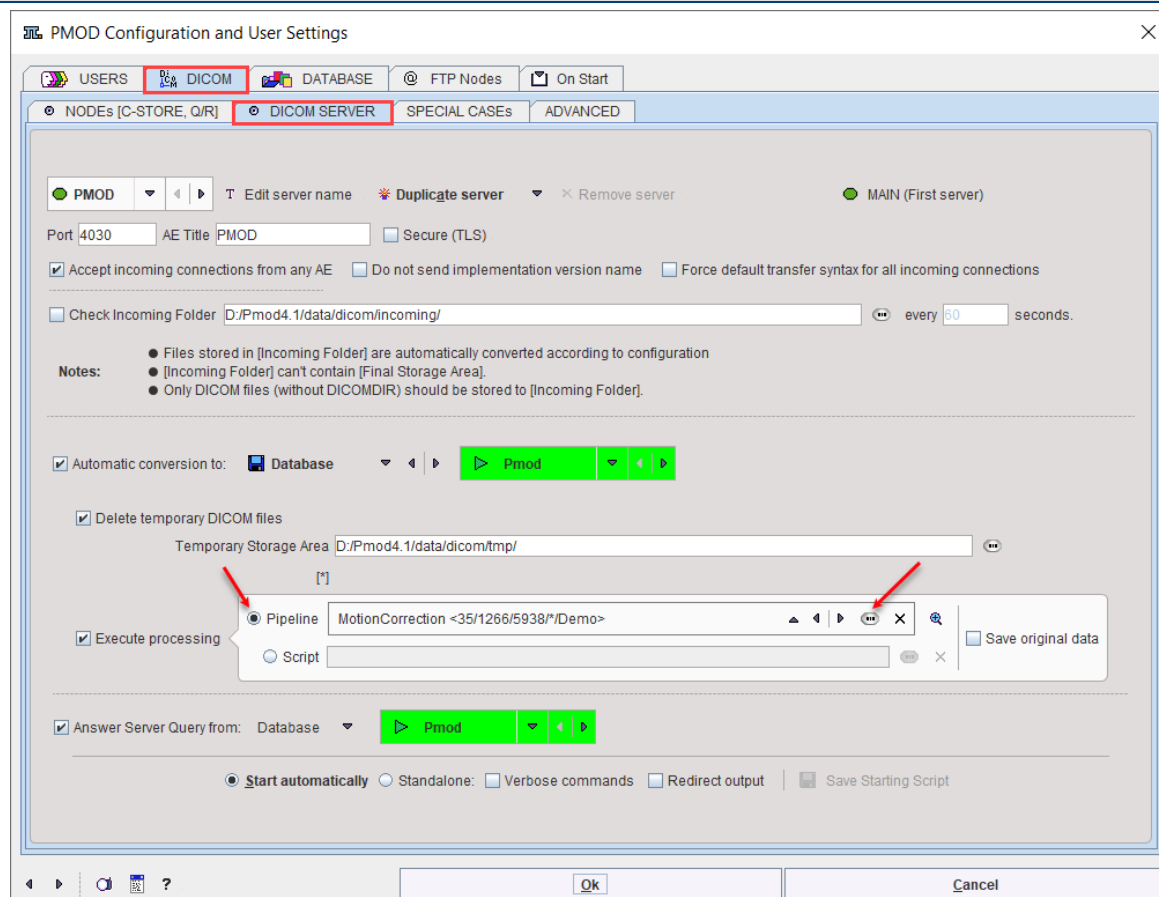 PMOD Configuration and User Settings
USERS DICOM DATABASE @ FTP Nodes On Start
NODEs [C-STORE, Q/R] DICOM SERVER SPECIAL CASEs ADVANCED
PMOD T Edit server name Duplicate server Remove server MAIN (First server)
Port 4030 AE Title PMOD Secure (TLS)
Accept incoming connections from any AE Do not send implementation version name Force default transfer syntax for all incoming connections
Check Incoming Folder D:/Pmod4.1/data/dicom/incoming/ every 60 seconds.
● Files stored in [Incoming Folder] are automatically converted according to configuration
Notes: ● [Incoming Folder] can't contain [Final Storage Area].
● Only DICOM files (without DICOMDIR) should be stored to [Incoming Folder].
Automatic conversion to: Database Pmod
Delete temporary DICOM files
Temporary Storage Area D:/Pmod4.1/data/dicom/tmp/
[*]
Pipeline MotionCorrection <35/1266/5938/*/Demo>
Execute processing Save original data
Script
Answer Server Query from: Database Pmod
Start automatically Standalone: Verbose commands Redirect output Save Starting Script
? Ok Cancel